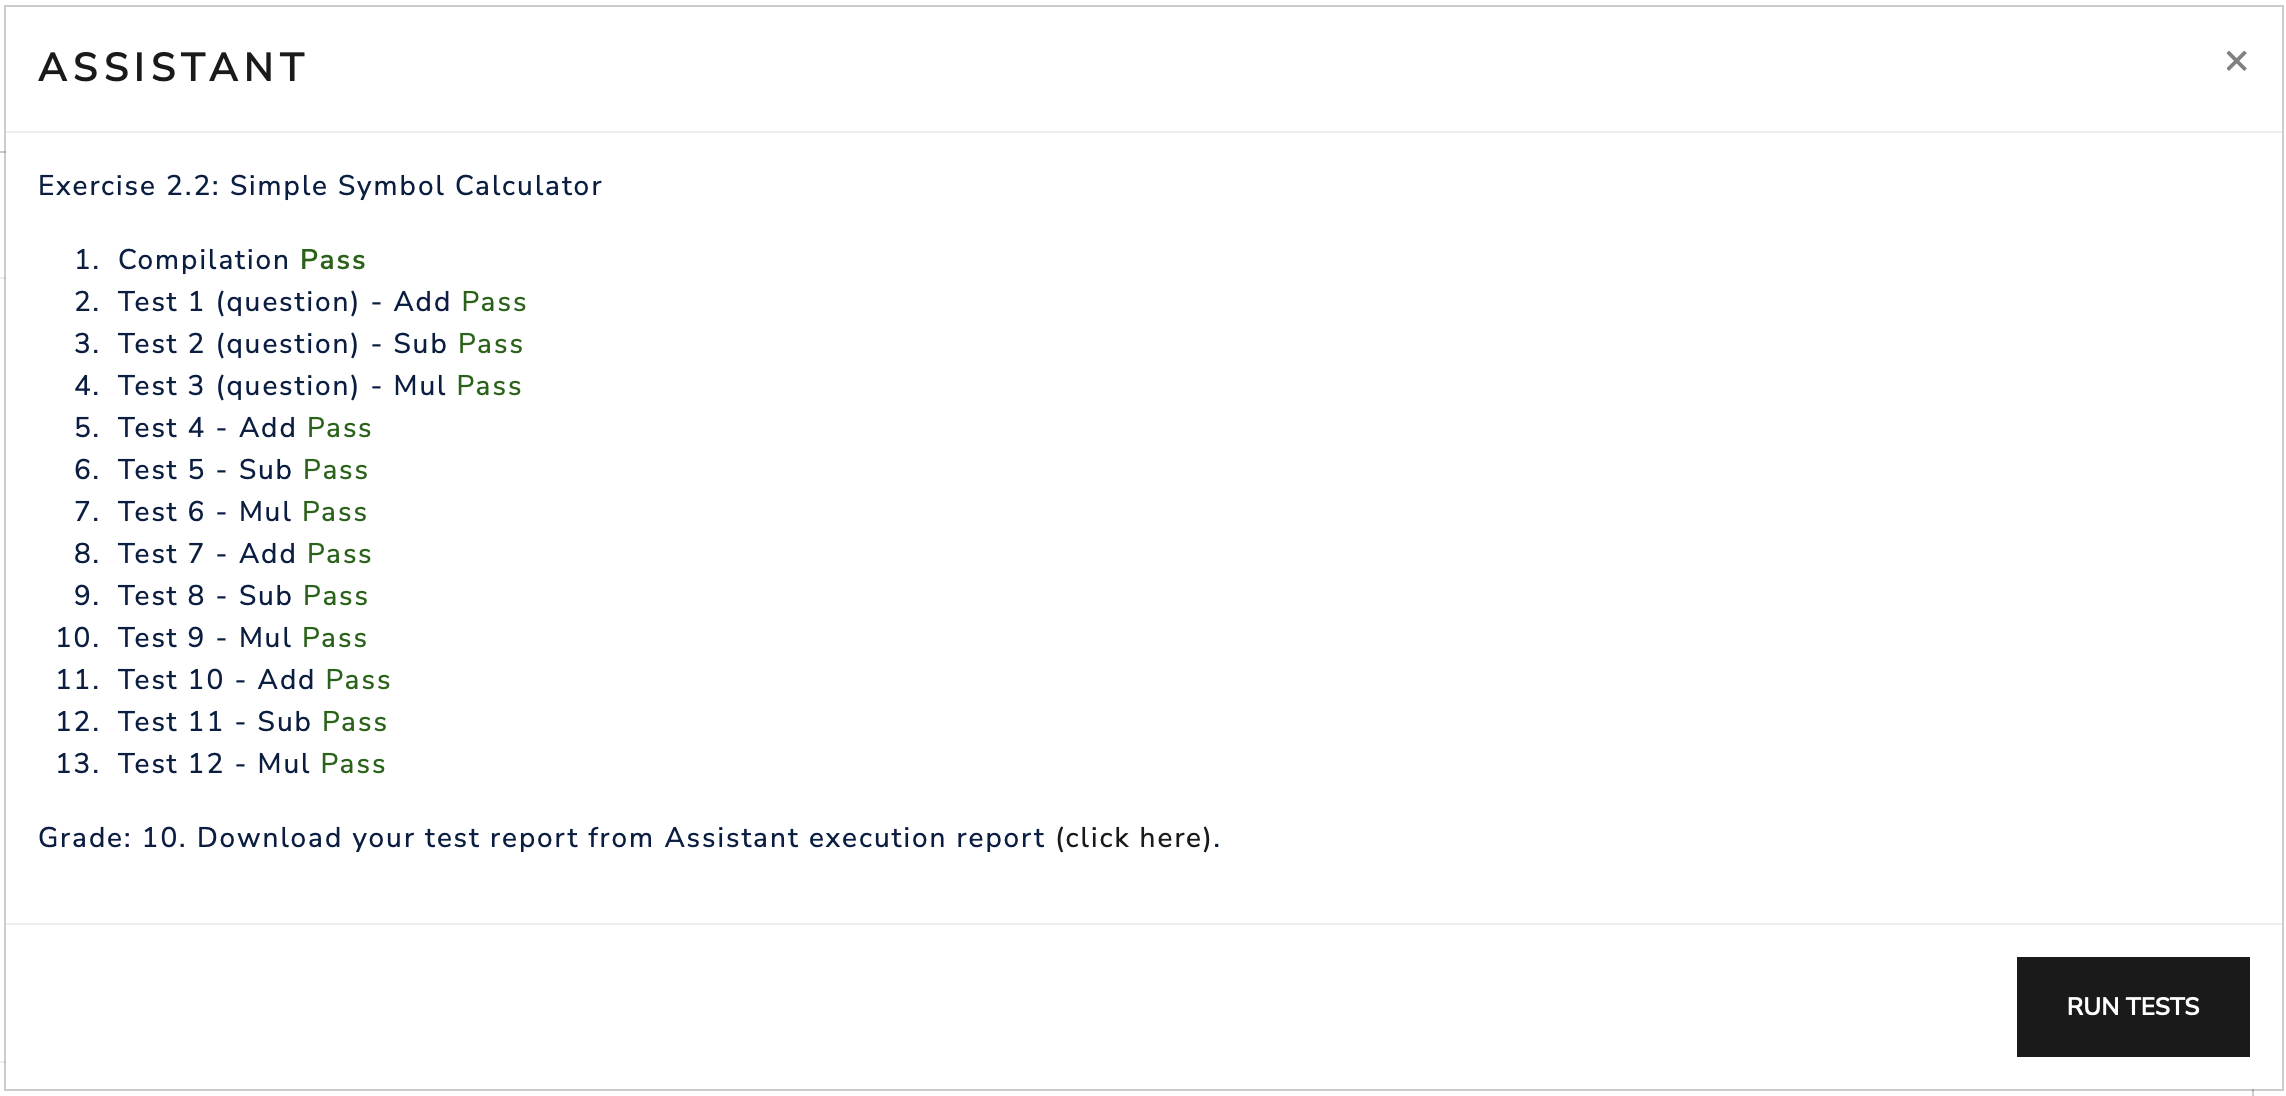 ASSISTANT
×
Exercise 2.2: Simple Symbol Calculator
1. Compilation Pass
2. Test 1 (question) - Add Pass
3. Test 2 (question) - Sub Pass
4. Test 3 (question) - Mul Pass
5. Test 4 - Add Pass
6. Test 5 - Sub Pass
7. Test 6 - Mul Pass
8. Test 7 - Add Pass
9. Test 8 - Sub Pass
10. Test 9 - Mul Pass
11. Test 10 - Add Pass
12. Test 11 - Sub Pass
13. Test 12 - Mul Pass
Grade: 10. Download your test report from Assistant execution report (click here).
RUN TESTS